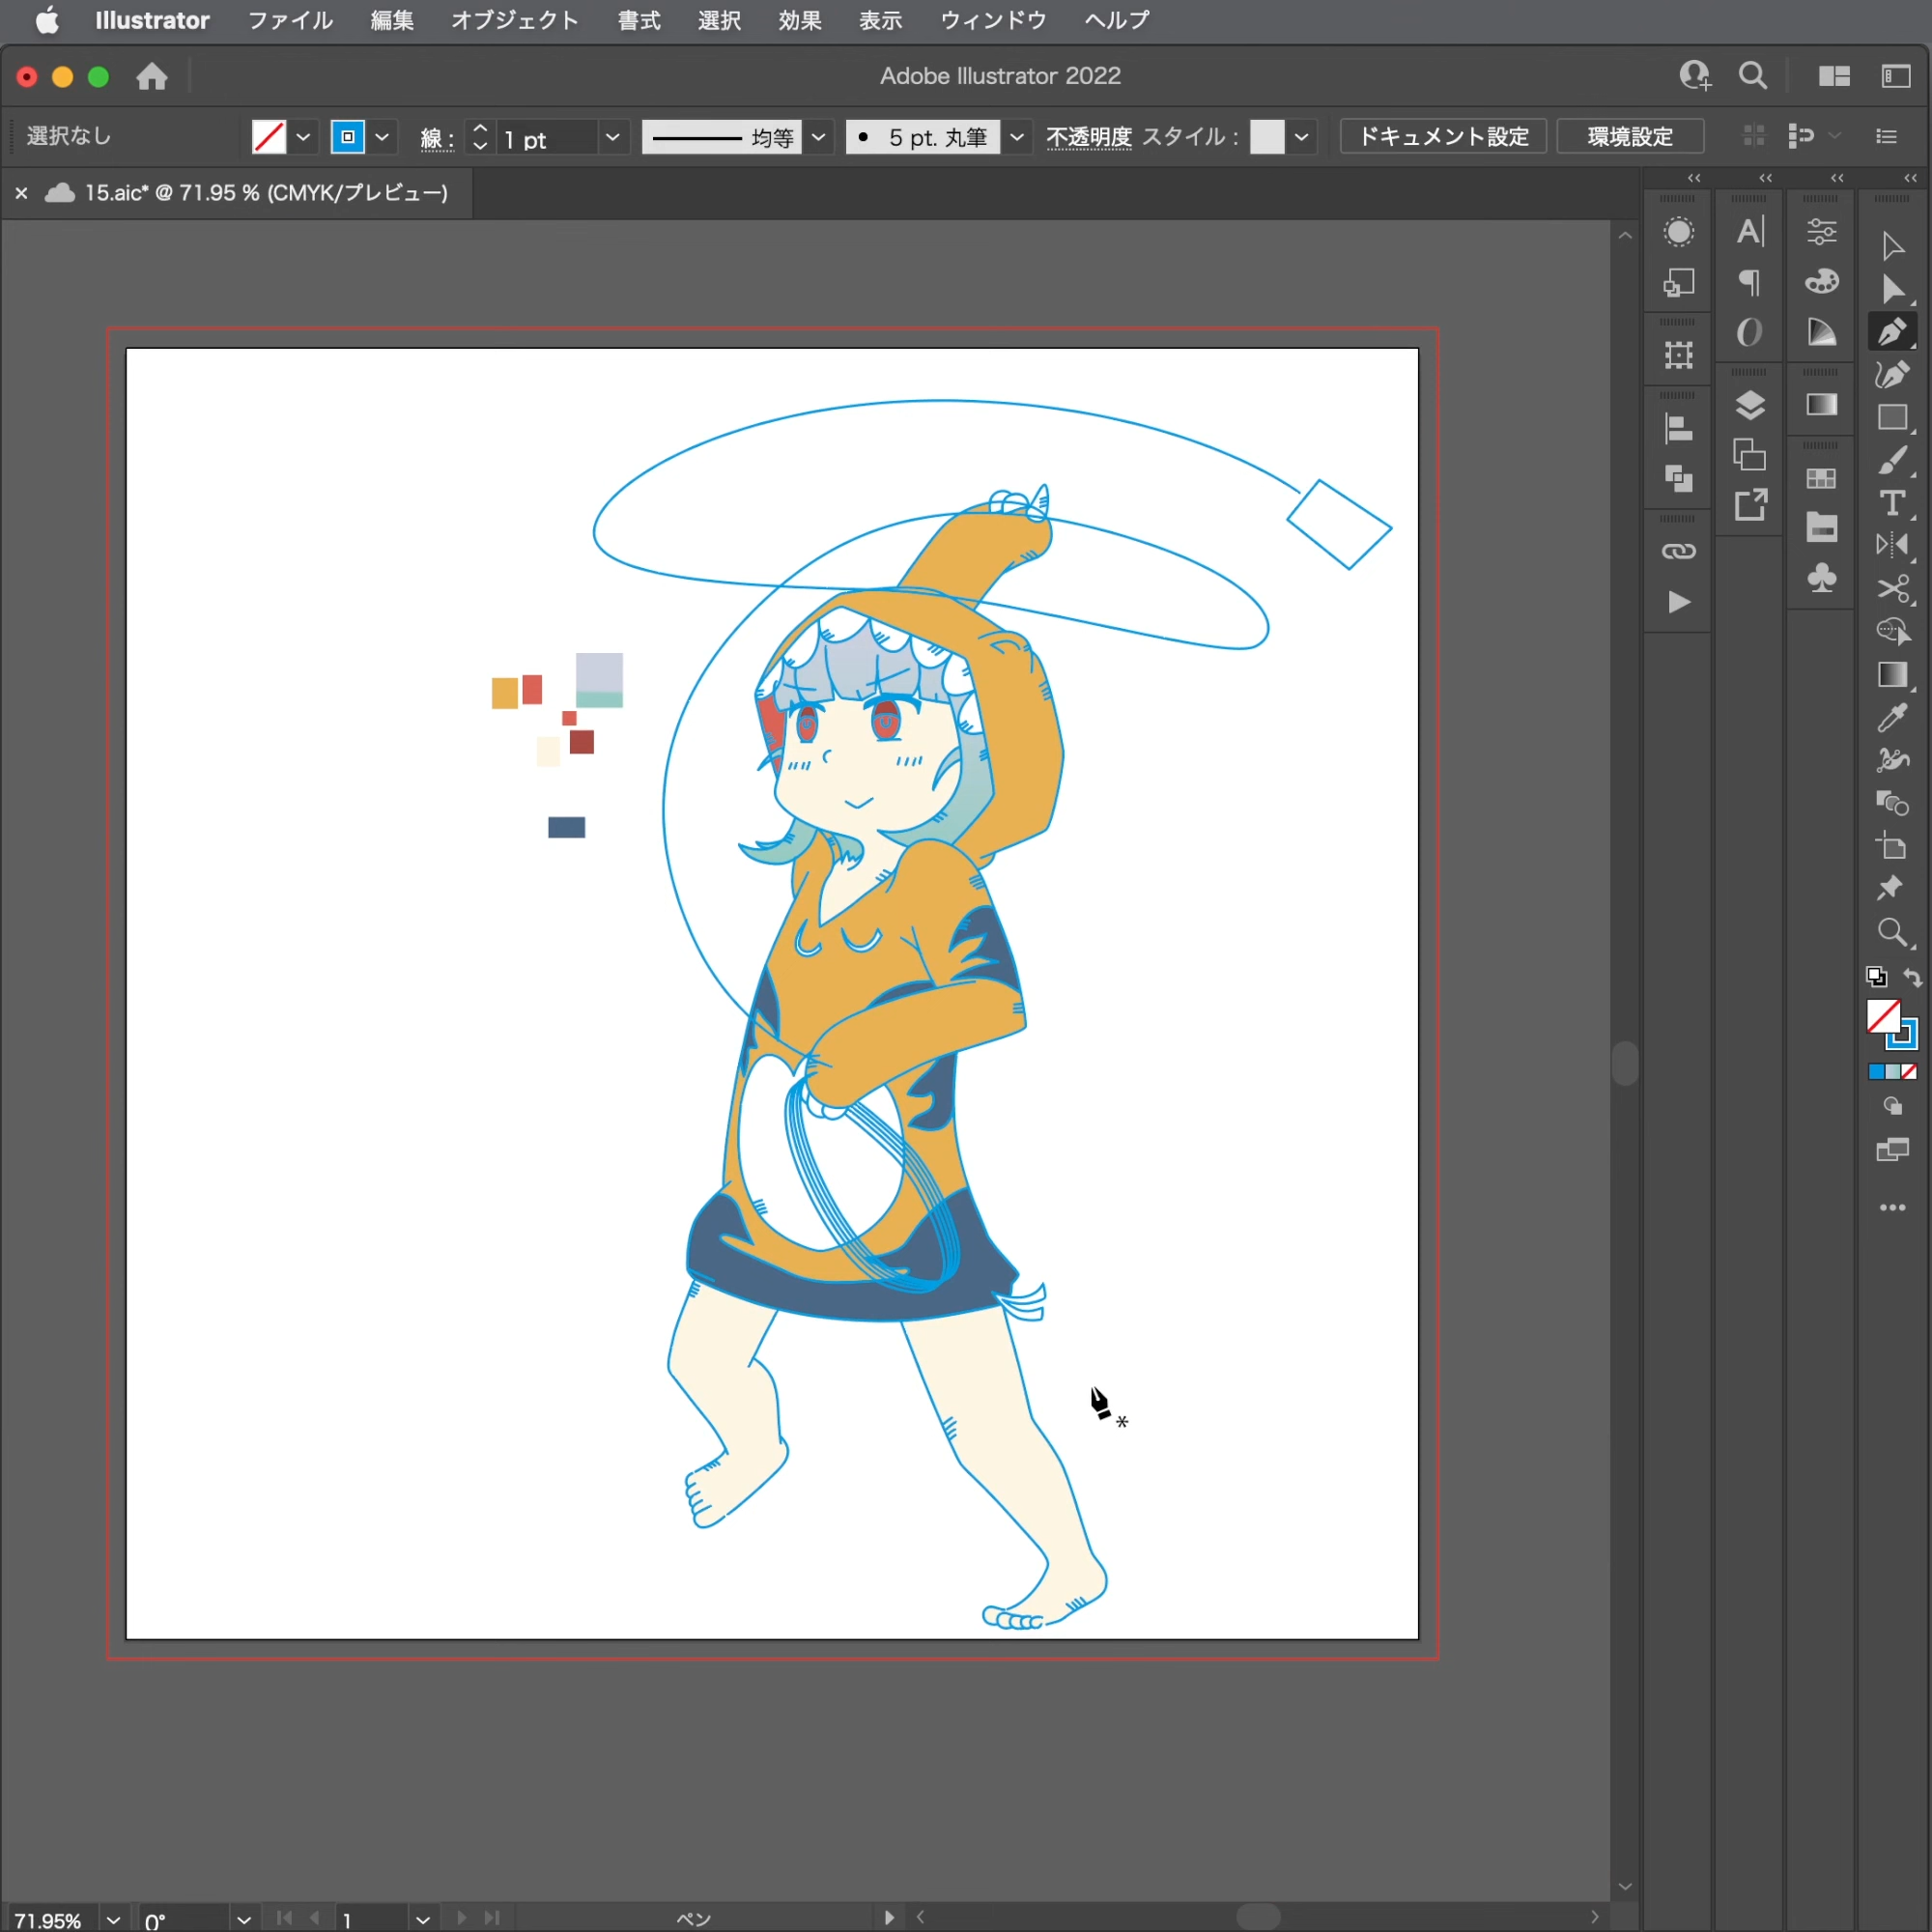 Illustrator ファイル 編集 オブジェクト 書式 選択 効果 表示 ウィンドウ ヘルプ
Adobe Illustrator 2022
選択なし 線： 1 pt 均等 5 pt. 丸筆 不透明度 スタイル： ドキュメント設定 環境設定
× 15.aic* @ 71.95 % (CMYK/プレビュー)
71.95% 0° 1 ペン